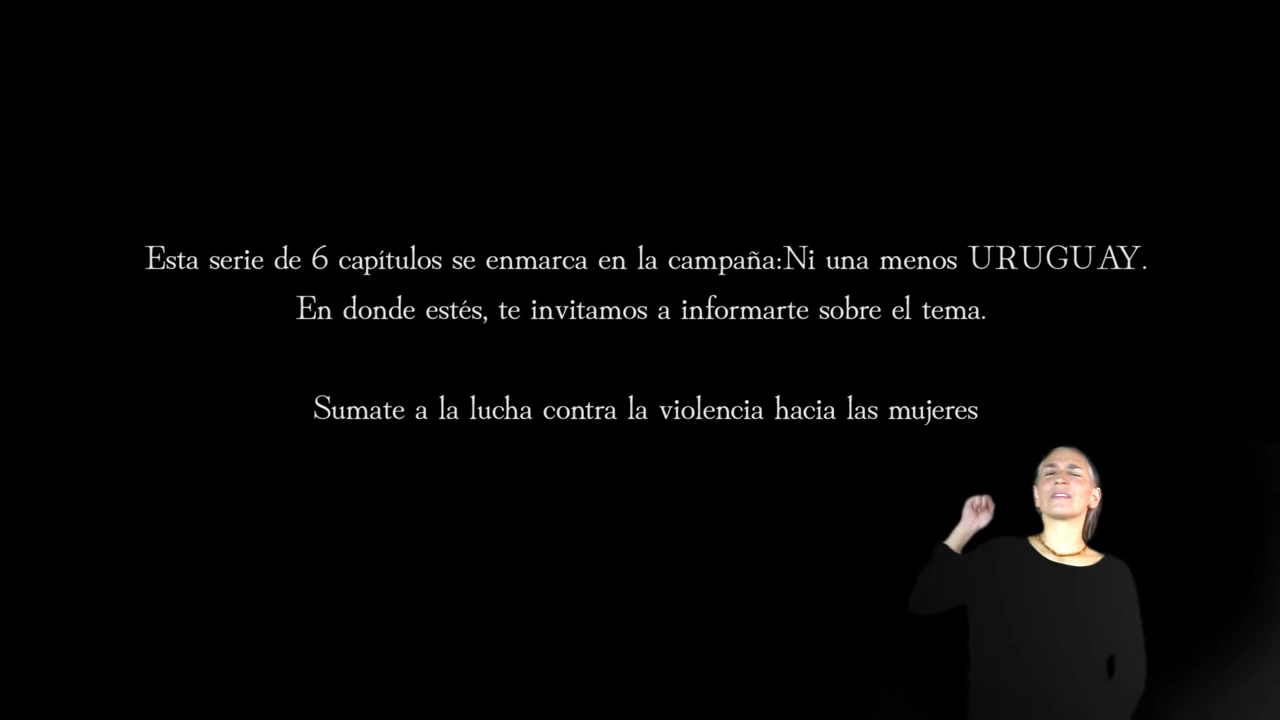 Esta serie de 6 capítulos se enmarca en la campaña:Ni una menos URUGUAY.
En donde estés, te invitamos a informarte sobre el tema.
Sumate a la lucha contra la violencia hacia las mujeres